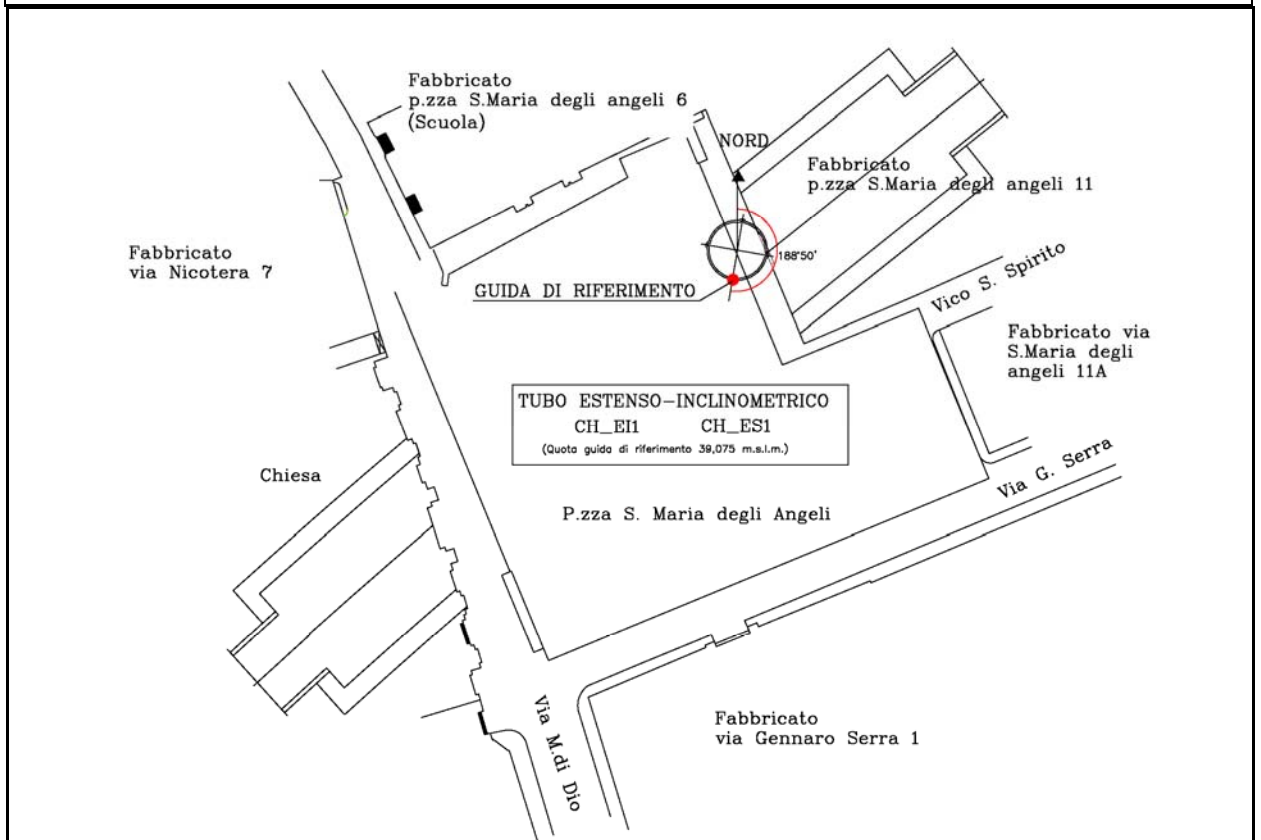 Fabbricato
p.zza S.Maria degli angeli 6
(Scuola)
NORD
Fabbricato
p.zza S.Maria degli angeli 11
Fabbricato
via Nicotera 7
188°50'
GUIDA DI RIFERIMENTO
Vico S. Spirito
Fabbricato via
S.Maria degli
angeli 11A
TUBO ESTENSO-INCLINOMETRICO
CH_EI1 CH_ES1
(Quota guida di riferimento 39,075 m.s.l.m.)
Via G. Serra
Chiesa
P.zza S. Maria degli Angeli
Via M.di Dio
Fabbricato
via Gennaro Serra 1